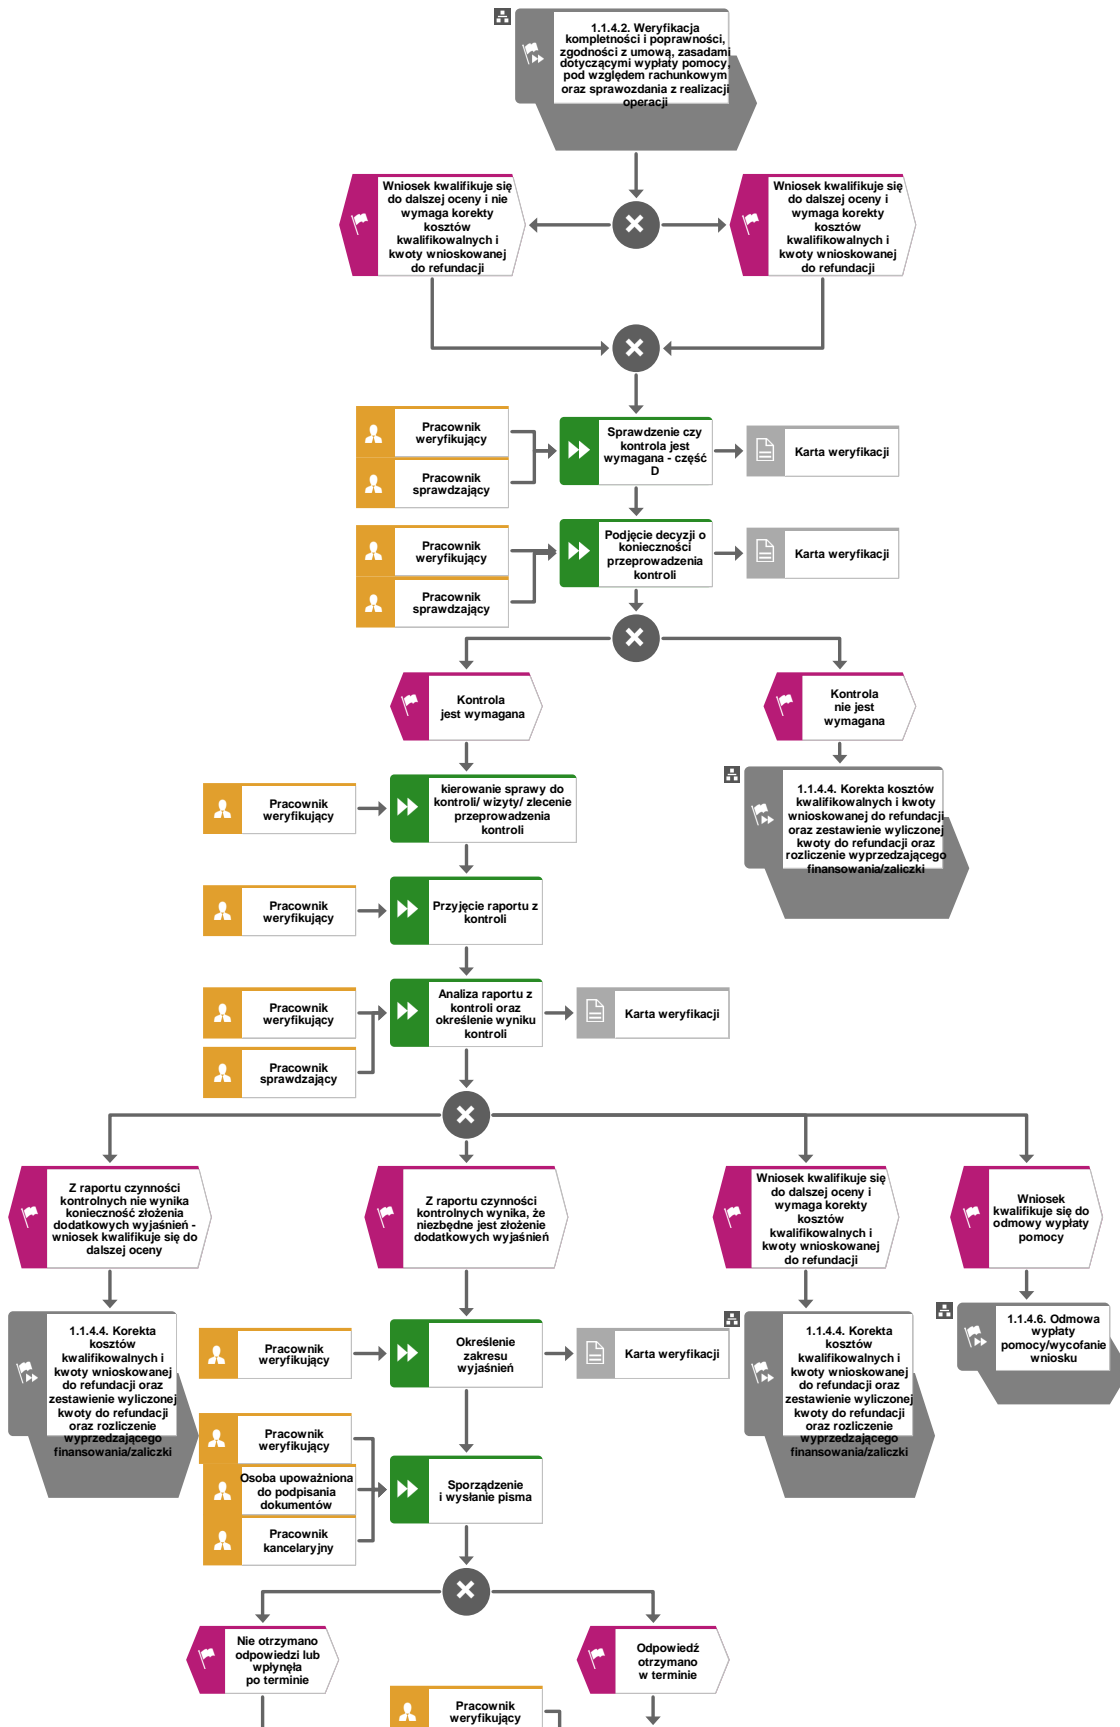 1.1.4.2. Weryfikacja
kompletności i poprawności,
zgodności z umową, zasadami
dotyczącymi wypłaty pomocy,
pod względem rachunkowym
oraz sprawozdania z realizacji
operacji
Wniosek kwalifikuje się
do dalszej oceny i nie
wymaga korekty
kosztów
kwalifikowalnych i
kwoty wnioskowanej
do refundacji
Wniosek kwalifikuje się
do dalszej oceny i
wymaga korekty
kosztów
kwalifikowalnych i
kwoty wnioskowanej
do refundacji
Pracownik
weryfikujący
Pracownik
sprawdzający
Sprawdzenie czy
kontrola jest
wymagana - część
D
Karta weryfikacji
Pracownik
weryfikujący
Pracownik
sprawdzający
Podjęcie decyzji o
konieczności
przeprowadzenia
kontroli
Karta weryfikacji
Kontrola
jest wymagana
Kontrola
nie jest
wymagana
Pracownik
weryfikujący
kierowanie sprawy do
kontroli/ wizyty/ zlecenie
przeprowadzenia
kontroli
1.1.4.4. Korekta kosztów
kwalifikowalnych i kwoty
wnioskowanej do refundacji
oraz zestawienie wyliczonej
kwoty do refundacji oraz
rozliczenie wyprzedzającego
finansowania/zaliczki
Pracownik
weryfikujący
Przyjęcie raportu z
kontroli
Pracownik
weryfikujący
Pracownik
sprawdzający
Analiza raportu z
kontroli oraz
określenie wyniku
kontroli
Karta weryfikacji
Z raportu czynności
kontrolnych nie wynika
konieczność złożenia
dodatkowych wyjaśnień -
wniosek kwalifikuje się do
dalszej oceny
Z raportu czynności
kontrolnych wynika, że
niezbędne jest złożenie
dodatkowych wyjaśnień
Wniosek kwalifikuje się
do dalszej oceny i
wymaga korekty
kosztów
kwalifikowalnych i
kwoty wnioskowanej
do refundacji
Wniosek
kwalifikuje się do
odmowy wypłaty
pomocy
1.1.4.4. Korekta
kosztów
kwalifikowalnych i
kwoty wnioskowanej
do refundacji oraz
zestawienie wyliczonej
kwoty do refundacji
oraz rozliczenie
wyprzedzającego
finansowania/zaliczki
Pracownik
weryfikujący
Określenie
zakresu
wyjaśnień
Karta weryfikacji
1.1.4.4. Korekta
kosztów
kwalifikowalnych i
kwoty wnioskowanej
do refundacji oraz
zestawienie wyliczonej
kwoty do refundacji
oraz rozliczenie
wyprzedzającego
finansowania/zaliczki
1.1.4.6. Odmowa
wypłaty
pomocy/wycofanie
wniosku
Pracownik
weryfikujący
Osoba upoważniona
do podpisania
dokumentów
Pracownik
kancelaryjny
Sporządzenie
i wysłanie pisma
Nie otrzymano
odpowiedzi lub
wpłynęła
po terminie
Odpowiedź
otrzymano
w terminie
Pracownik
weryfikujący